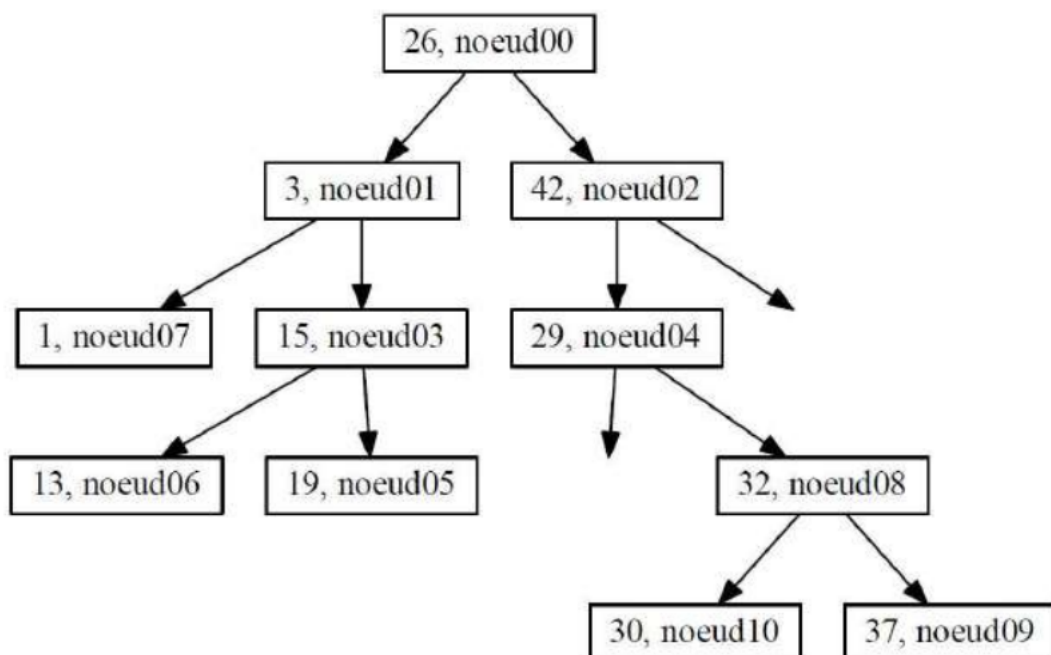 26, noeud00
3, noeud01
42, noeud02
1, noeud07
15, noeud03
29, noeud04
13, noeud06
19, noeud05
32, noeud08
30, noeud10
37, noeud09